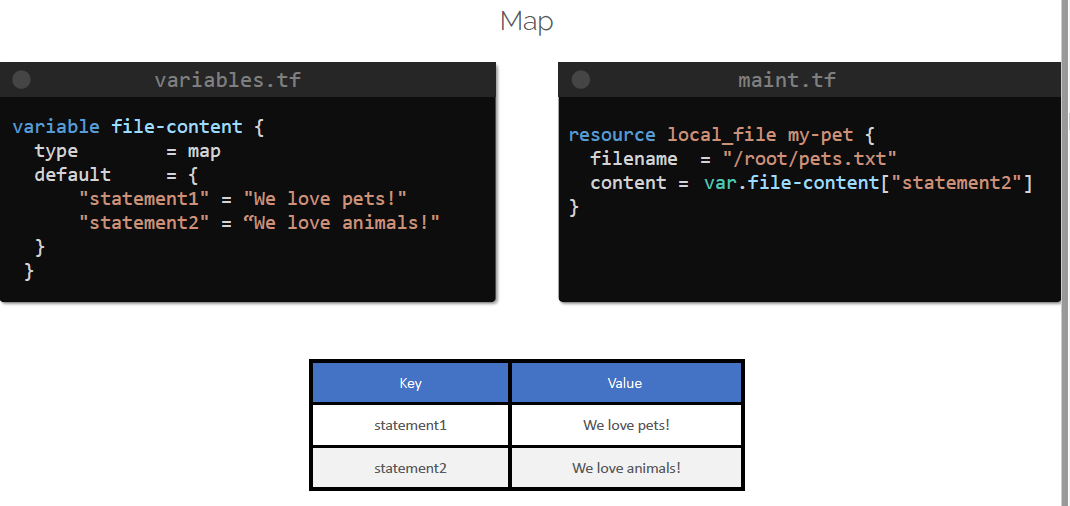 Map
variables.tf
variable file-content {
type = map
default = {
"statement1" = "We love pets!"
"statement2" = “We love animals!"
}
}
maint.tf
resource local_file my-pet {
filename = "/root/pets.txt"
content = var.file-content["statement2"]
}
Key Value
statement1 We love pets!
statement2 We love animals!